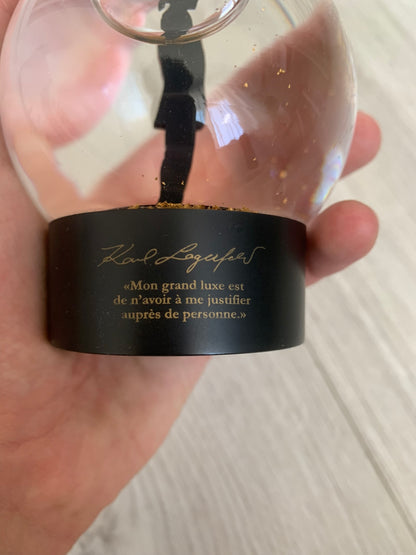 Karl Lagerfeld
«Mon grand luxe est
de n’avoir à me justifier
auprès de personne.»